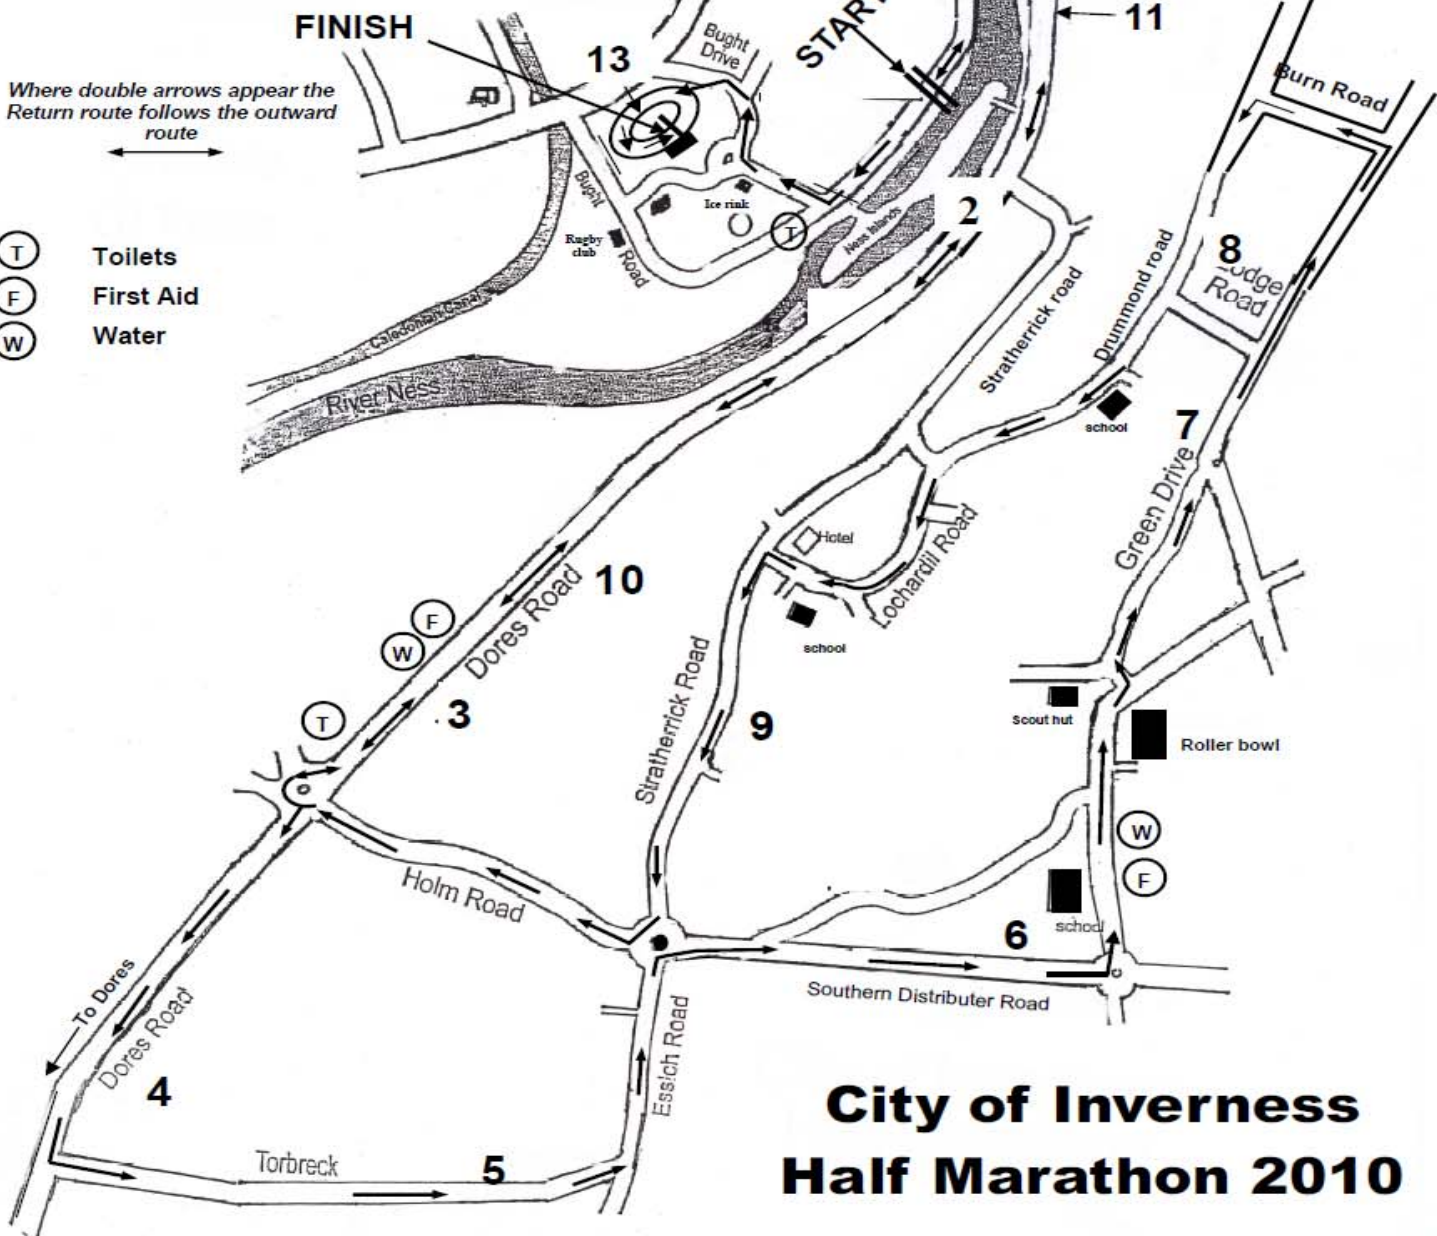 FINISH
13
Bught
Drive
START
11
Burn Road
Where double arrows appear the
Return route follows the outward
route
T
Toilets
F
First Aid
W
Water
Bught
Road
Rugby
club
Ice rink
T
Ness Islands
2
8
Lodge
Road
Caledonian Canal
River Ness
Stratherrick road
Drummond road
school
7
Green Drive
Hotel
Lochardil Road
school
10
Dores Road
F
W
T
3
Stratherrick Road
9
Scout hut
Roller bowl
W
F
school
6
Holm Road
Southern Distributer Road
To Dores
Dores Road
4
Essich Road
Torbreck
5
City of Inverness
Half Marathon 2010